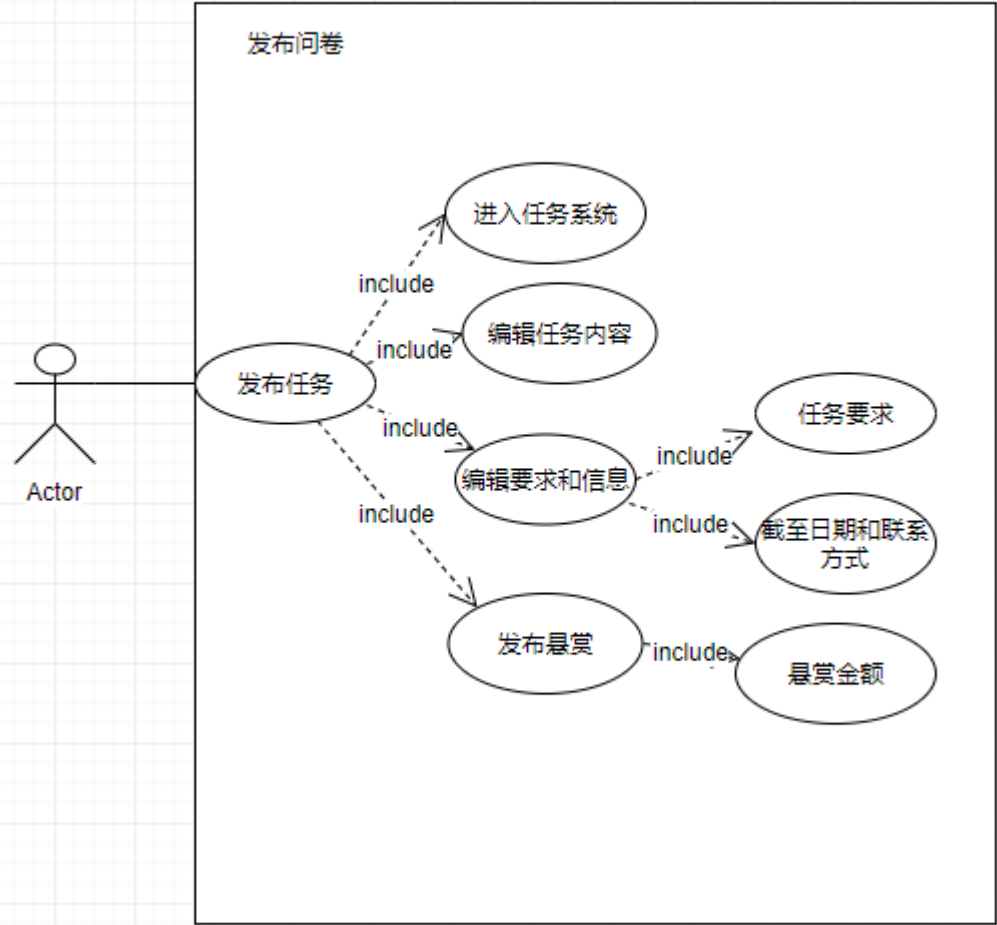 发布问卷
进入任务系统
include
编辑任务内容
include
发布任务
任务要求
include
include
编辑要求和信息
Actor
include
include
截至日期和联系
方式
发布悬赏
include
悬赏金额